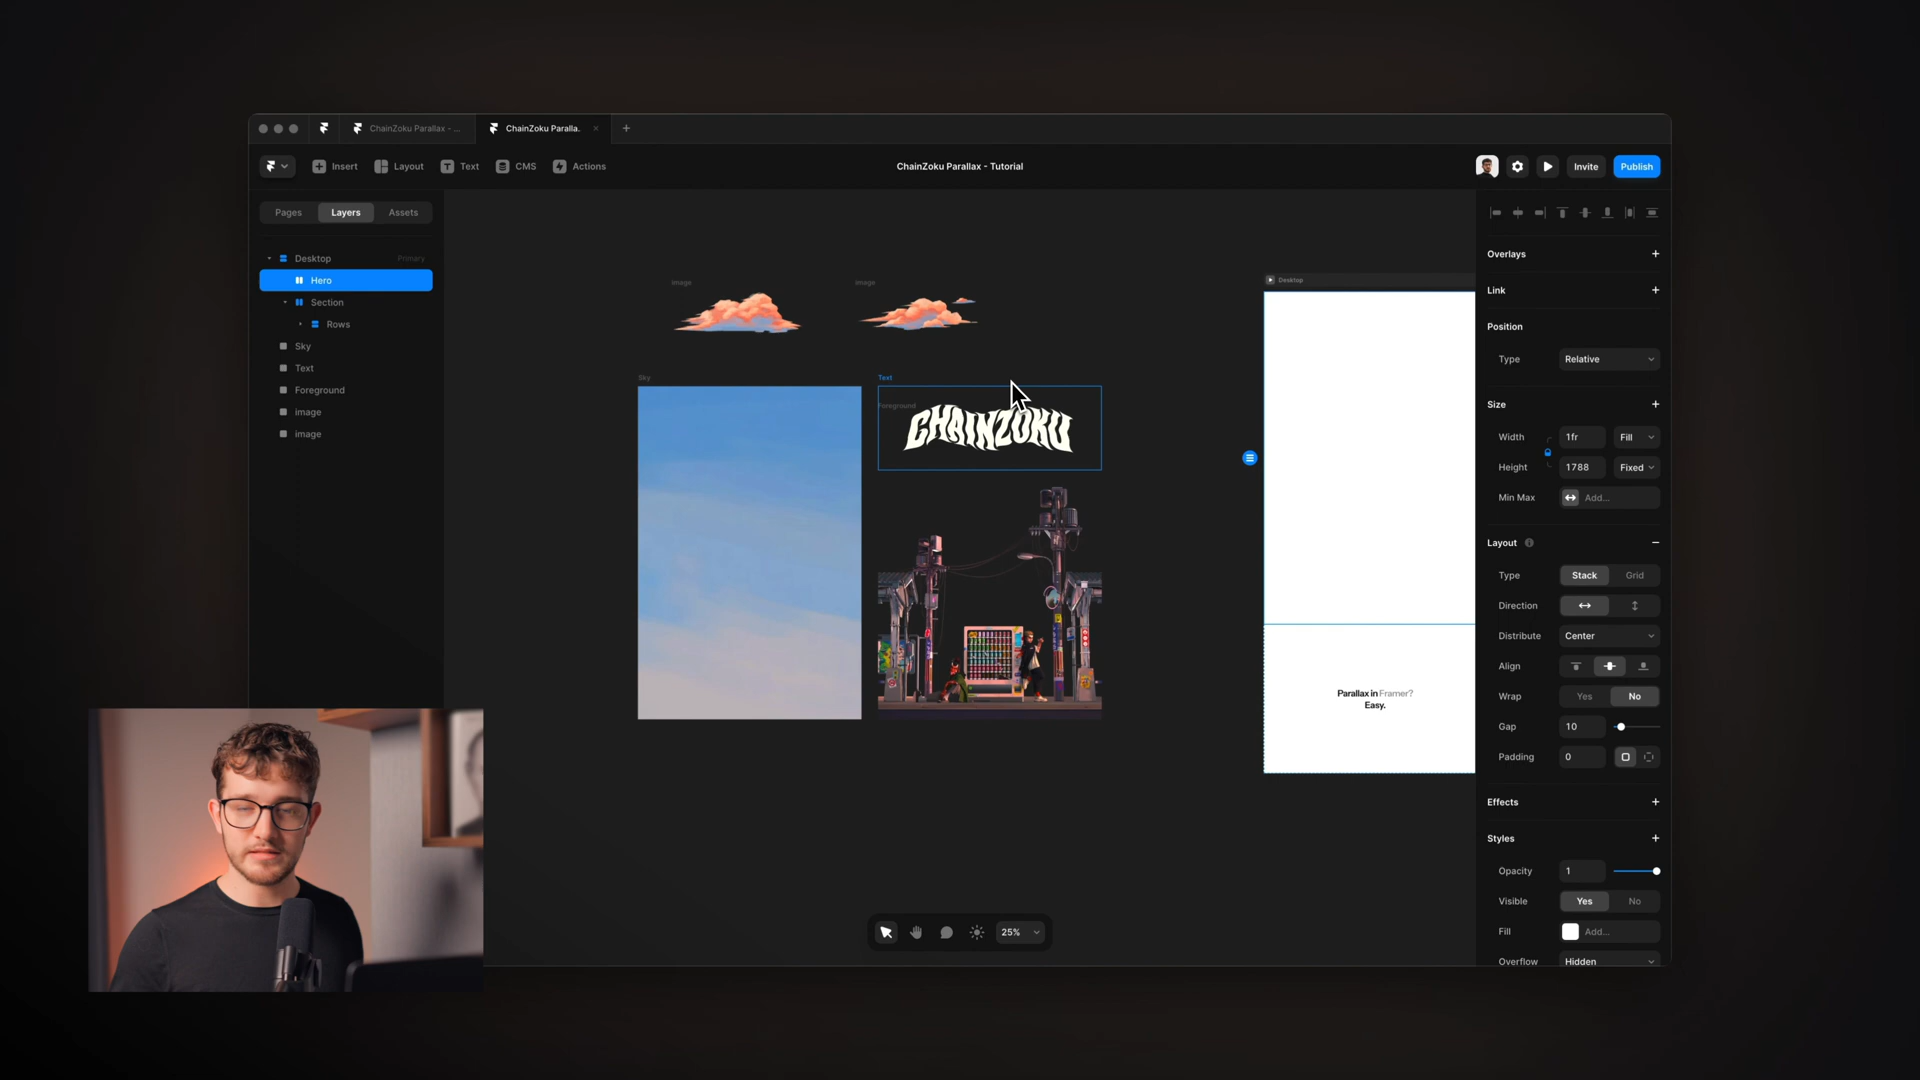 ChainZoku Parallax - ...
ChainZoku Paralla.
Insert
Layout
Text
CMS
Actions
ChainZoku Parallax - Tutorial
Invite
Publish
Pages
Layers
Assets
Desktop
Primary
Hero
Section
Rows
Sky
Text
Foreground
image
image
image
image
Sky
Text
Foreground
CHAINZOKU
Desktop
Parallax in Framer?
Easy.
25%
Overlays
Link
Position
Type
Relative
Size
Width
1fr
Fill
Height
1788
Fixed
Min Max
Add...
Layout
Type
Stack
Grid
Direction
Distribute
Center
Align
Wrap
Yes
No
Gap
10
Padding
0
Effects
Styles
Opacity
1
Visible
Yes
No
Fill
Add...
Overflow
Hidden